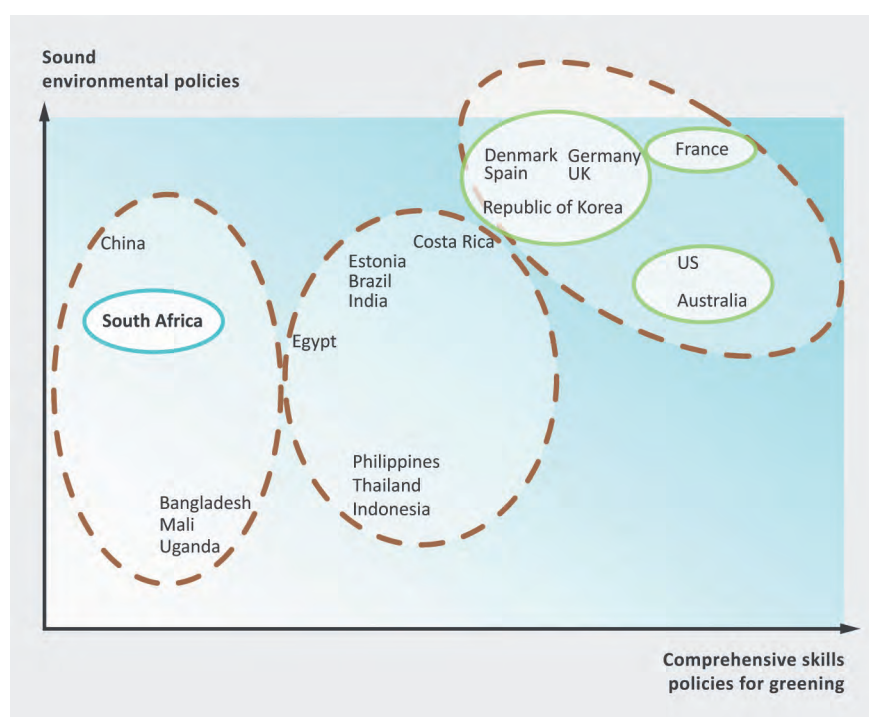 Sound
environmental policies
Denmark Germany
Spain UK
Republic of Korea
France
China
Costa Rica
Estonia
Brazil
India
US
Australia
South Africa
Egypt
Philippines
Thailand
Indonesia
Bangladesh
Mali
Uganda
Comprehensive skills
policies for greening